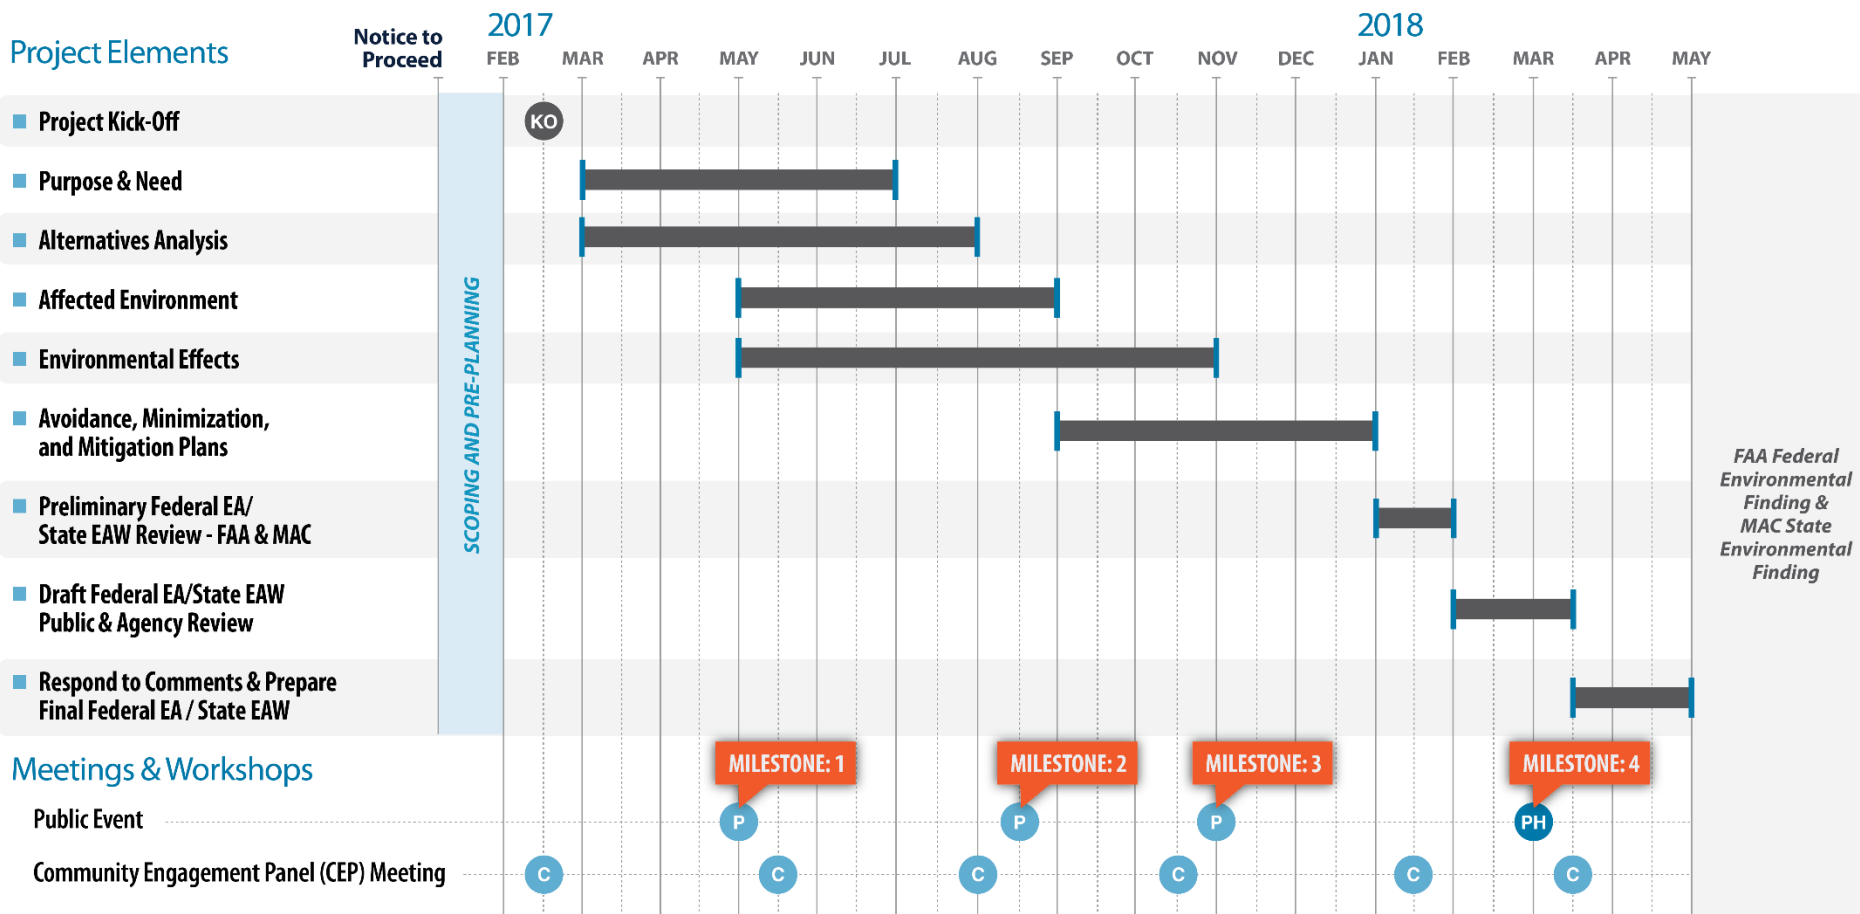 2017
2018
Project Elements
Notice to
Proceed
FEB MAR APR MAY JUN JUL AUG SEP OCT NOV DEC JAN FEB MAR APR MAY
Project Kick-Off
KO
Purpose & Need
Alternatives Analysis
Affected Environment
Environmental Effects
Avoidance, Minimization,
and Mitigation Plans
Preliminary Federal EA/
State EAW Review - FAA & MAC
Draft Federal EA/State EAW
Public & Agency Review
Respond to Comments & Prepare
Final Federal EA / State EAW
SCOPING AND PRE-PLANNING
FAA Federal
Environmental
Finding &
MAC State
Environmental
Finding
Meetings & Workshops
MILESTONE: 1
MILESTONE: 2
MILESTONE: 3
MILESTONE: 4
Public Event
P P P PH
Community Engagement Panel (CEP) Meeting
C C C C C C